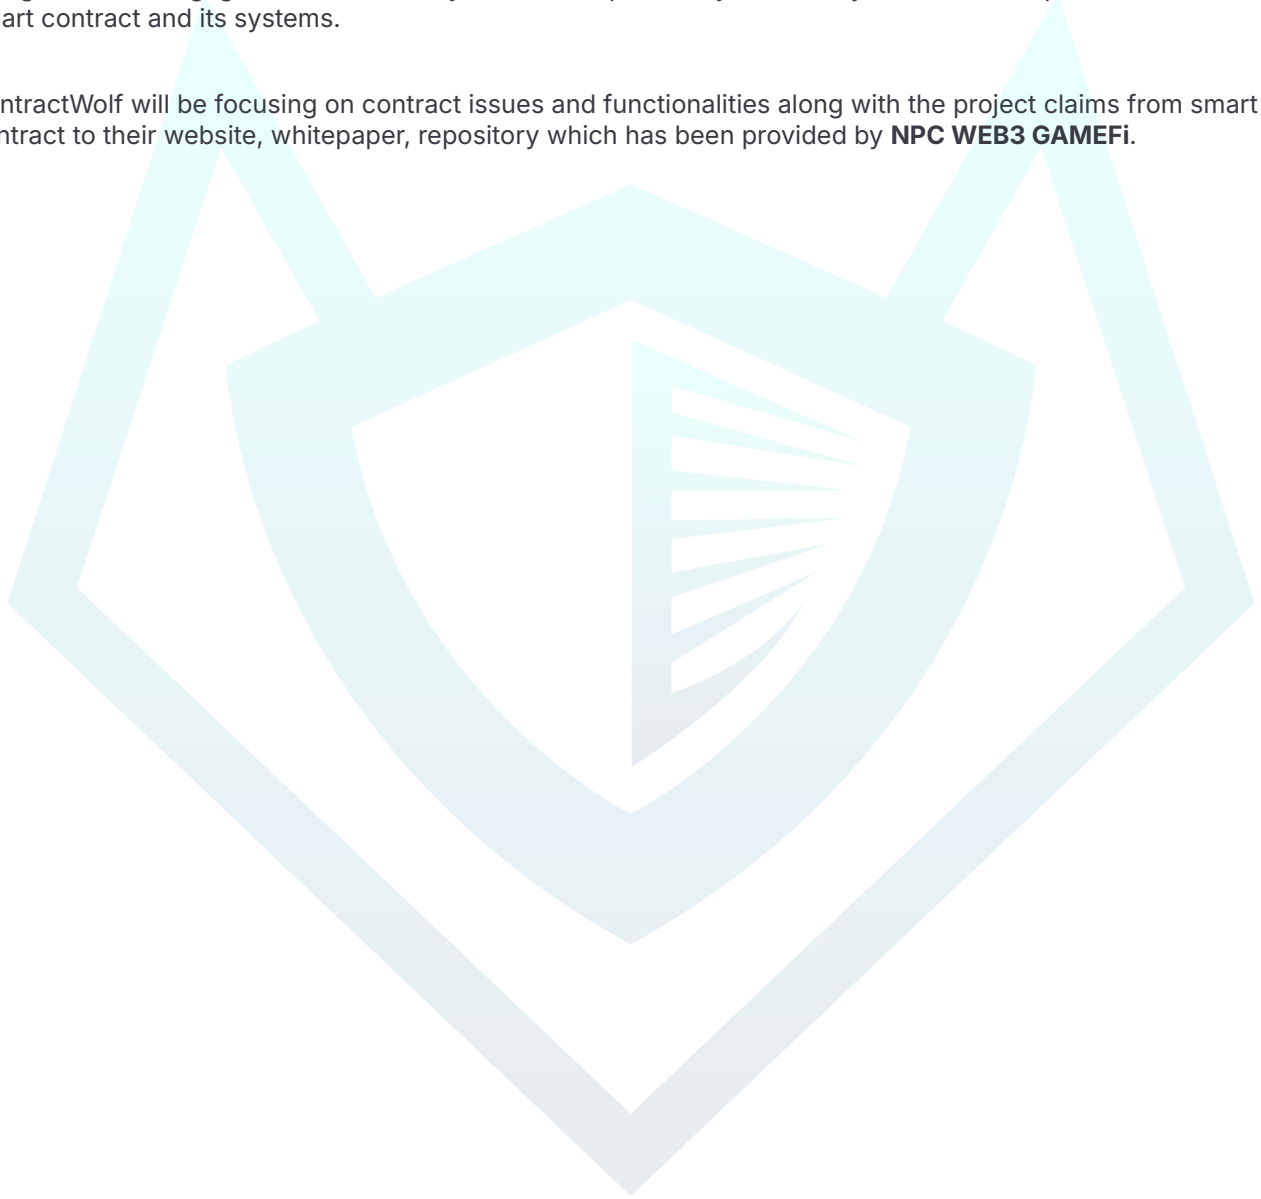 art contract and its systems.
ntractWolf will be focusing on contract issues and functionalities along with the project claims from smart
ntract to their website, whitepaper, repository which has been provided by NPC WEB3 GAMEFi.